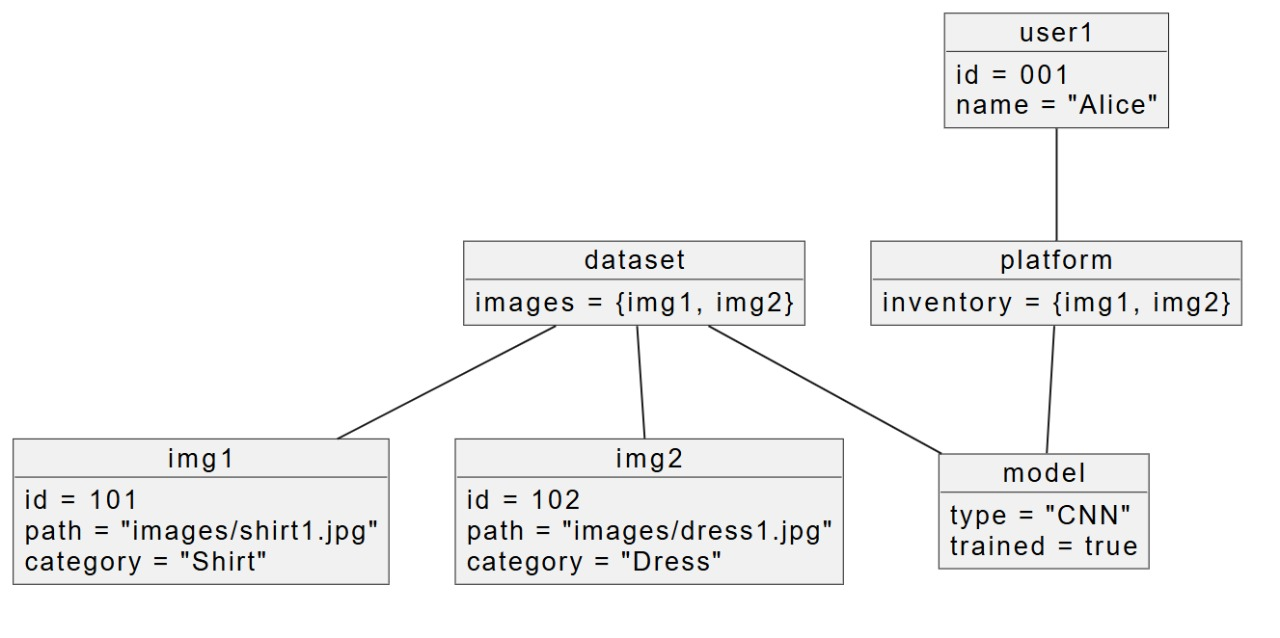 user1
id = 001
name = "Alice"
dataset
images = {img1, img2}
platform
inventory = {img1, img2}
img1
id = 101
path = "images/shirt1.jpg"
category = "Shirt"
img2
id = 102
path = "images/dress1.jpg"
category = "Dress"
model
type = "CNN"
trained = true